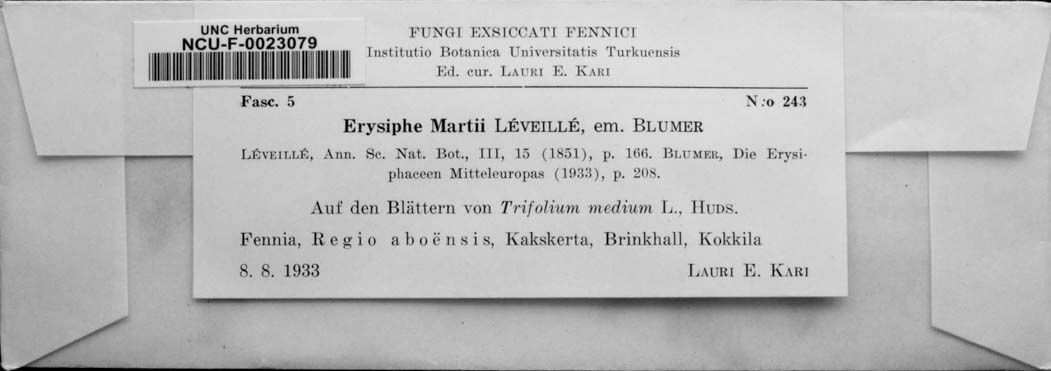 UNC Herbarium
NCU-F-0023079
FUNGI EXSICCATI FENNICI
Institutio Botanica Universitatis Turkuensis
Ed. cur. LAURI E. KARI
Fasc. 5 N:o 243
Erysiphe Martii LÉVEILLÉ, em. BLUMER
LÉVEILLÉ, Ann. Sc. Nat. Bot., III, 15 (1851), p. 166. BLUMER, Die Erysi-
phaceen Mitteleuropas (1933), p. 208.
Auf den Blättern von Trifolium medium L., HUDS.
Fennia, Regio aboënsis, Kakskerta, Brinkhall, Kokkila
8. 8. 1933 LAURI E. KARI